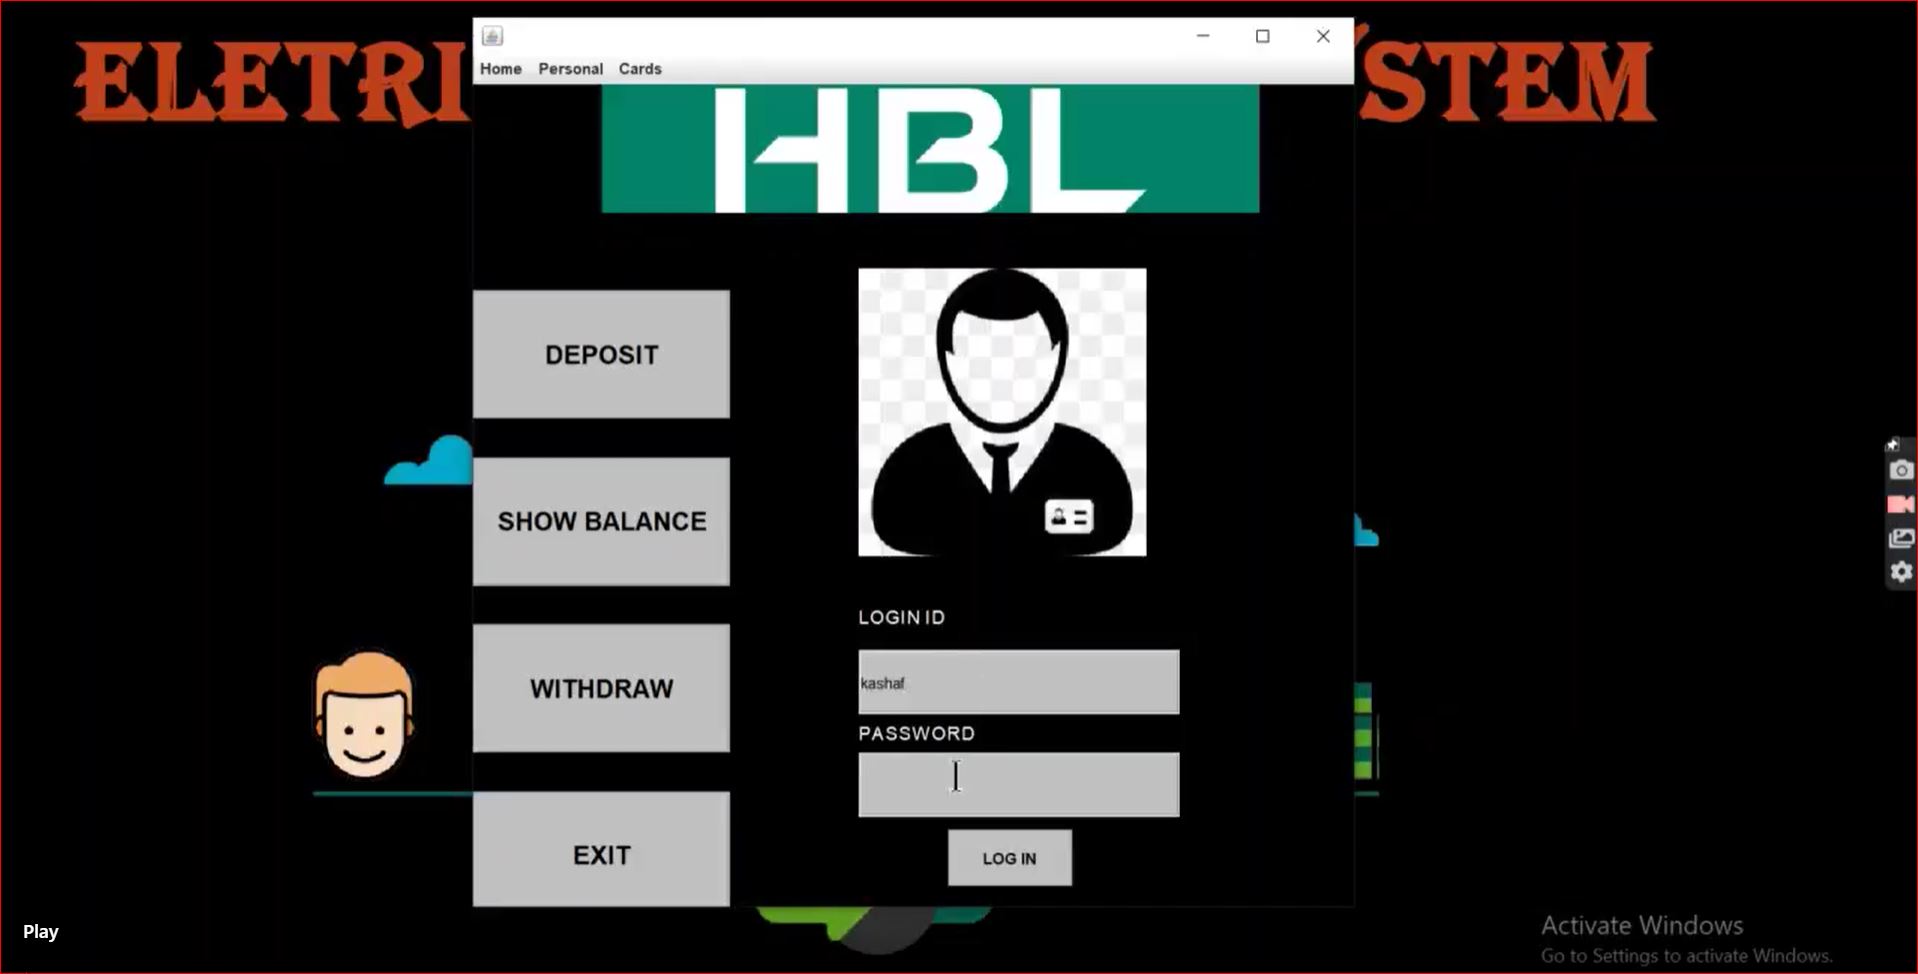 ELETRI
STEM
Home Personal Cards
HBL
DEPOSIT
SHOW BALANCE
WITHDRAW
EXIT
LOGIN ID
kashaf
PASSWORD
LOG IN
Play
Activate Windows
Go to Settings to activate Windows.